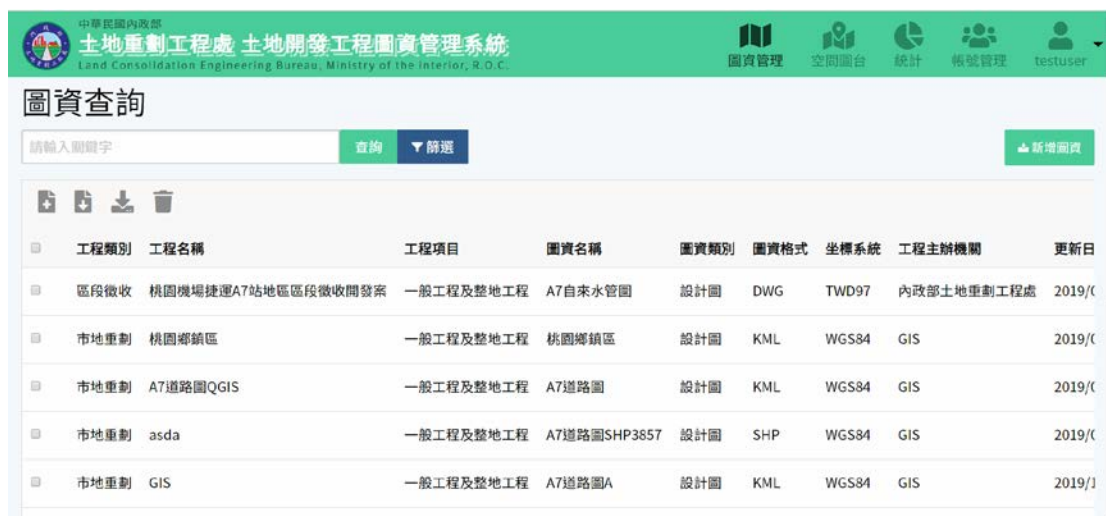 中華民國內政部
土地重劃工程處 土地開發工程圖資管理系統
Land Consolidation Engineering Bureau, Ministry of the Interior, R.O.C.
圖資管理 空間圖台 統計 帳號管理 testuser
圖資查詢
請輸入關鍵字 查詢 篩選 新增圖資
工程類別 工程名稱 工程項目 圖資名稱 圖資類別 圖資格式 坐標系統 工程主辦機關 更新日
區段徵收 桃園機場捷運A7站地區區段徵收開發案 一般工程及整地工程 A7自來水管圖 設計圖 DWG TWD97 內政部土地重劃工程處 2019/0
市地重劃 桃園鄉鎮區 一般工程及整地工程 桃園鄉鎮區 設計圖 KML WGS84 GIS 2019/0
市地重劃 A7道路圖QGIS 一般工程及整地工程 A7道路圖 設計圖 KML WGS84 GIS 2019/0
市地重劃 asda 一般工程及整地工程 A7道路圖SHP3857 設計圖 SHP WGS84 GIS 2019/0
市地重劃 GIS 一般工程及整地工程 A7道路圖A 設計圖 KML WGS84 GIS 2019/1